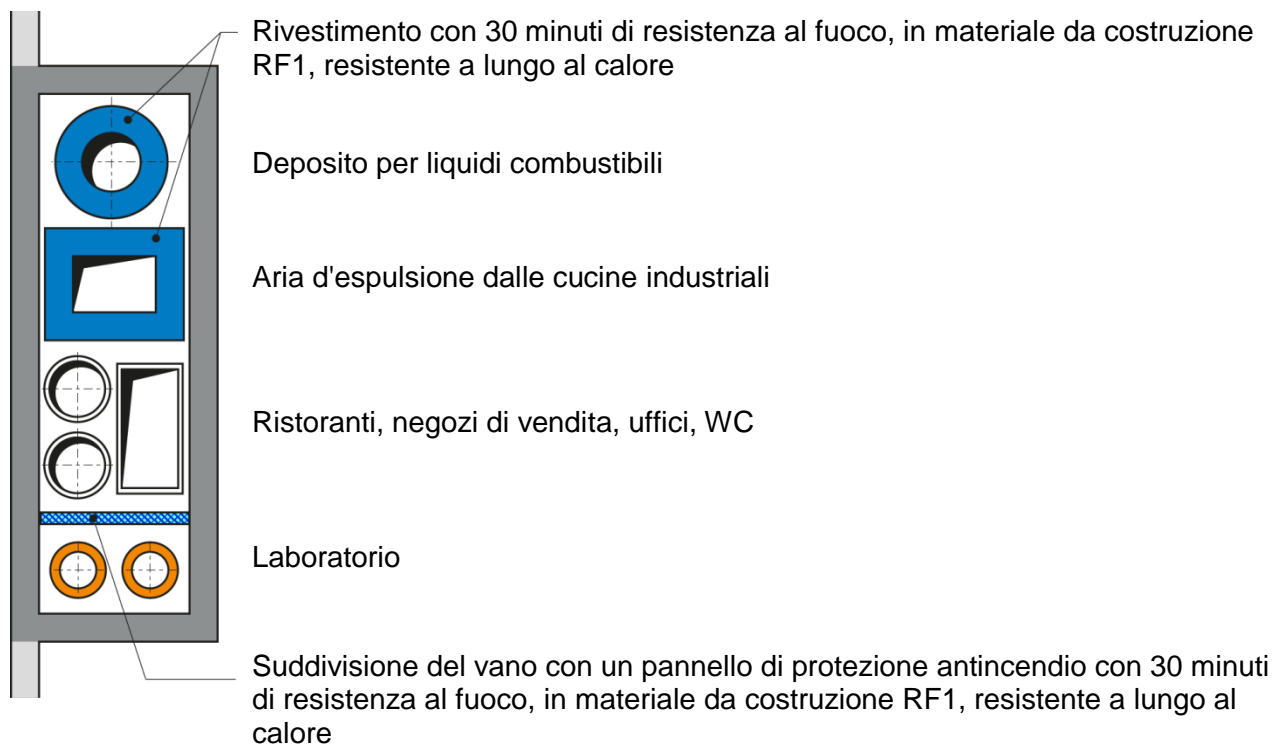 Rivestimento con 30 minuti di resistenza al fuoco, in materiale da costruzione
RF1, resistente a lungo al calore
Deposito per liquidi combustibili
Aria d'espulsione dalle cucine industriali
Ristoranti, negozi di vendita, uffici, WC
Laboratorio
Suddivisione del vano con un pannello di protezione antincendio con 30 minuti
di resistenza al fuoco, in materiale da costruzione RF1, resistente a lungo al
calore